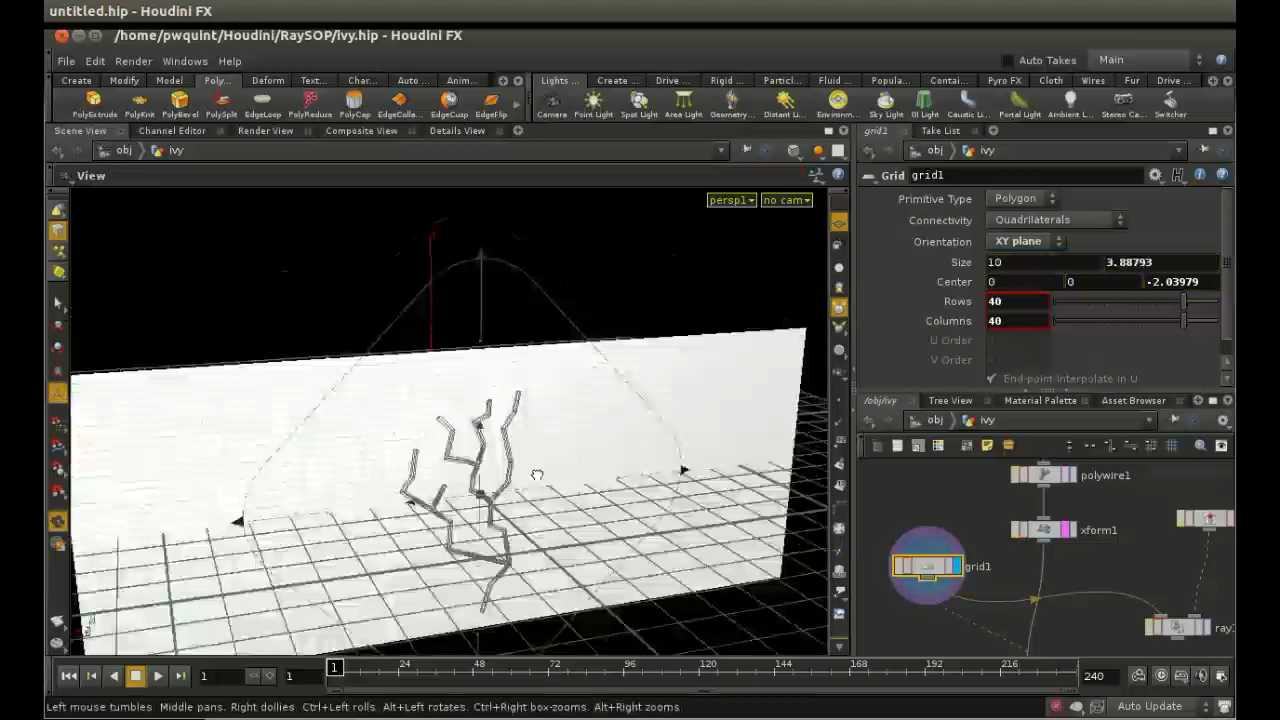 untitled.hip - Houdini FX
/home/pwquint/Houdini/RaySOP/ivy.hip - Houdini FX
File Edit Render Windows Help Auto Takes Main
Create Modify Model Poly... Deform Text... Char... Auto ... Anim... Lights ... Create ... Drive ... Rigid ... Particl... Fluid ... Popula... Contai... Pyro FX Cloth Wires Fur Drive ...
PolyExtrude PolyKnit PolyBevel PolySplit EdgeLoop PolyReduce PolyCap EdgeColla... EdgeCusp EdgeFlip Camera Point Light Spot Light Area Light Geometry... Distant Li... Environm... Sky Light GI Light Caustic Li... Portal Light Ambient L... Stereo Ca... Switcher
Scene View Channel Editor Render View Composite View Details View grid1 Take List
obj ivy obj ivy
View Grid grid1
persp1 no cam
Primitive Type Polygon
Connectivity Quadrilaterals
Orientation XY plane
Size 10 3.88793
Center 0 0 -2.03979
Rows 40
Columns 40
U Order
V Order
End-point Interpolate in U
/obj/ivy Tree View Material Palette Asset Browser
obj ivy
polywire1
xform1
grid1
1 1 1 24 48 72 96 120 144 168 192 216 240
Left mouse tumbles. Middle pans. Right dollies. Ctrl+Left rolls. Alt+Left rotates. Ctrl+Right box-zooms. Alt+Right zooms. Auto Update